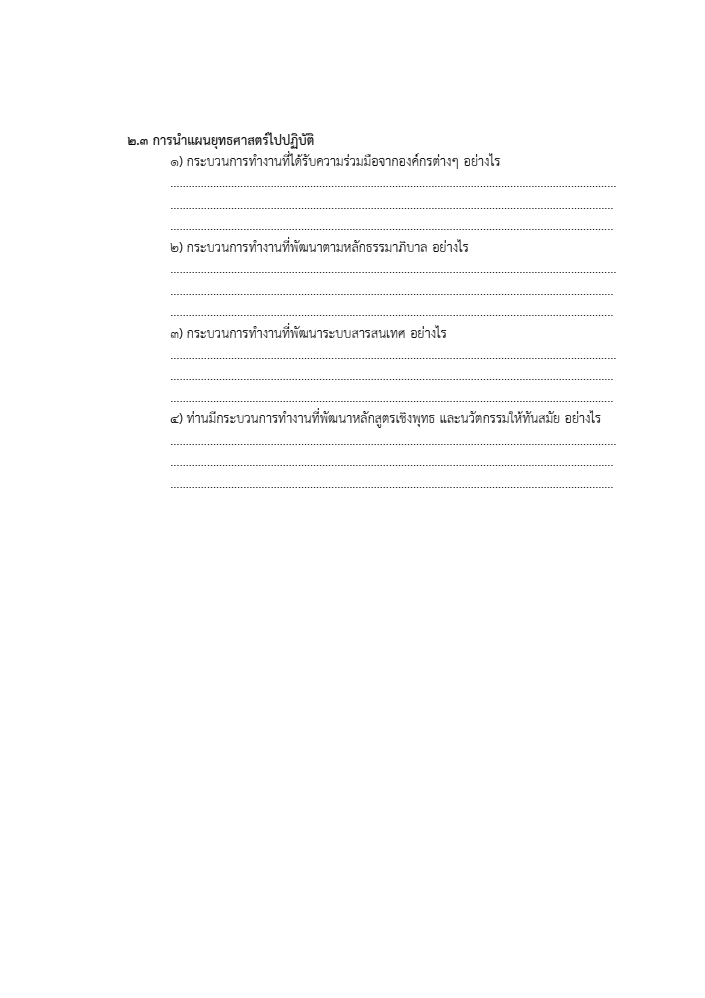 ๒.๓ การนำแผนยุทธศาสตร์ไปปฏิบัติ
๑) กระบวนการทำงานที่ได้รับความร่วมมือจากองค์กรต่างๆ อย่างไร
................................................................................................................................................
...............................................................................................................................................
...............................................................................................................................................
๒) กระบวนการทำงานที่พัฒนาตามหลักธรรมาภิบาล อย่างไร
................................................................................................................................................
...............................................................................................................................................
...............................................................................................................................................
๓) กระบวนการทำงานที่พัฒนาระบบสารสนเทศ อย่างไร
................................................................................................................................................
...............................................................................................................................................
...............................................................................................................................................
๔) ท่านมีกระบวนการทำงานที่พัฒนาหลักสูตรเชิงพุทธ และนวัตกรรมให้ทันสมัย อย่างไร
................................................................................................................................................
...............................................................................................................................................
...............................................................................................................................................